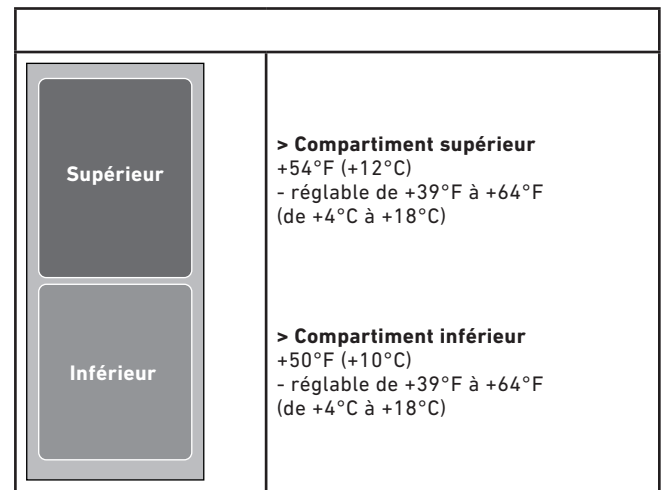 Supérieur
> Compartiment supérieur
+54°F (+12°C)
- réglable de +39°F à +64°F
(de +4°C à +18°C)
Inférieur
> Compartiment inférieur
+50°F (+10°C)
- réglable de +39°F à +64°F
(de +4°C à +18°C)